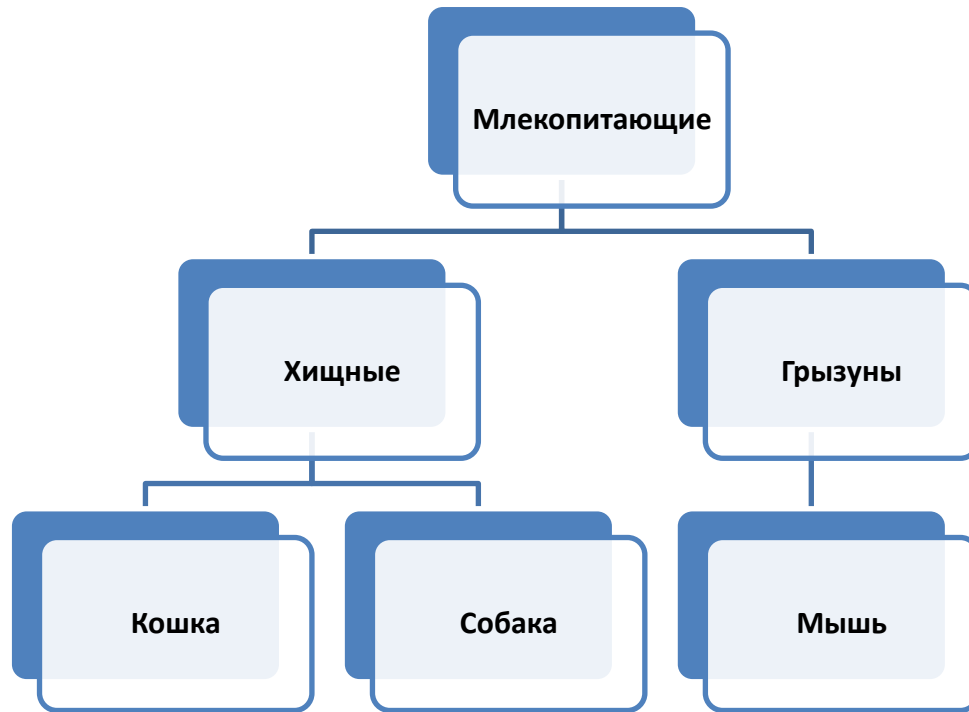 Млекопитающие
Хищные
Грызуны
Кошка
Собака
Мышь